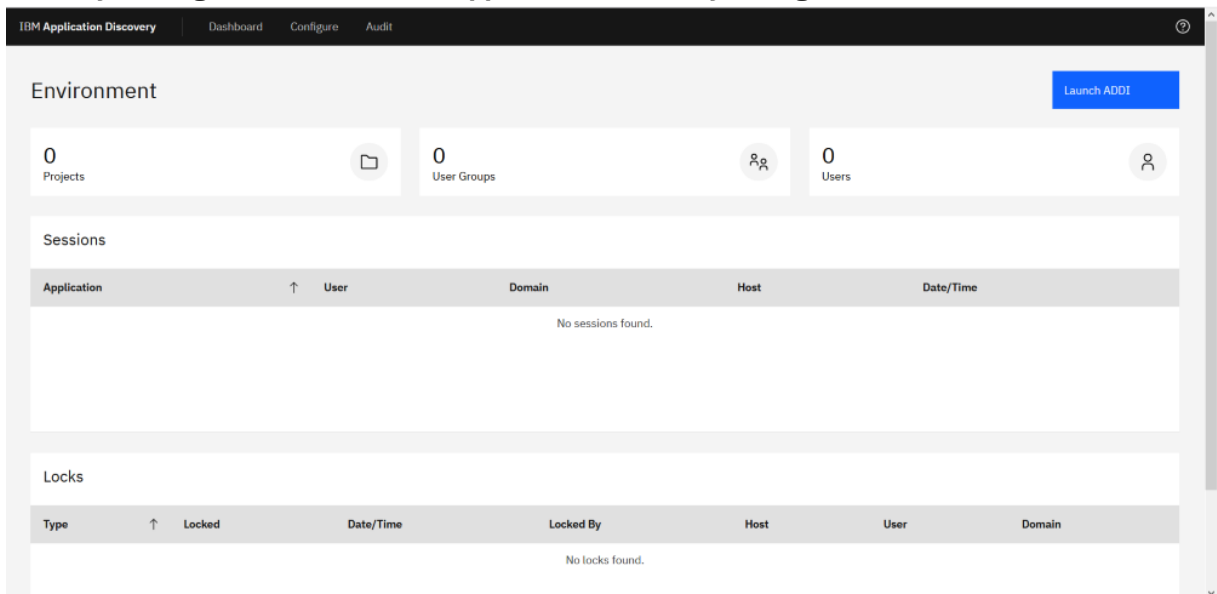 IBM Application Discovery Dashboard Configure Audit
Environment
Launch ADDI
0 0 0
Projects User Groups Users
Sessions
Application User Domain Host Date/Time
No sessions found.
Locks
Type Locked Date/Time Locked By Host User Domain
No locks found.